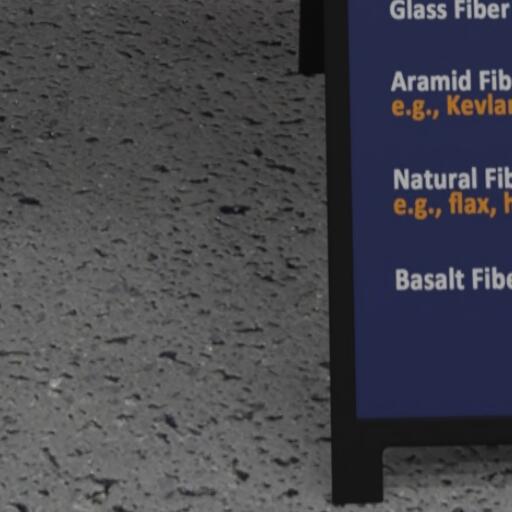 Glass Fiber
Aramid Fib
e.g., Kevlar
Natural Fib
e.g., flax, h
Basalt Fibe